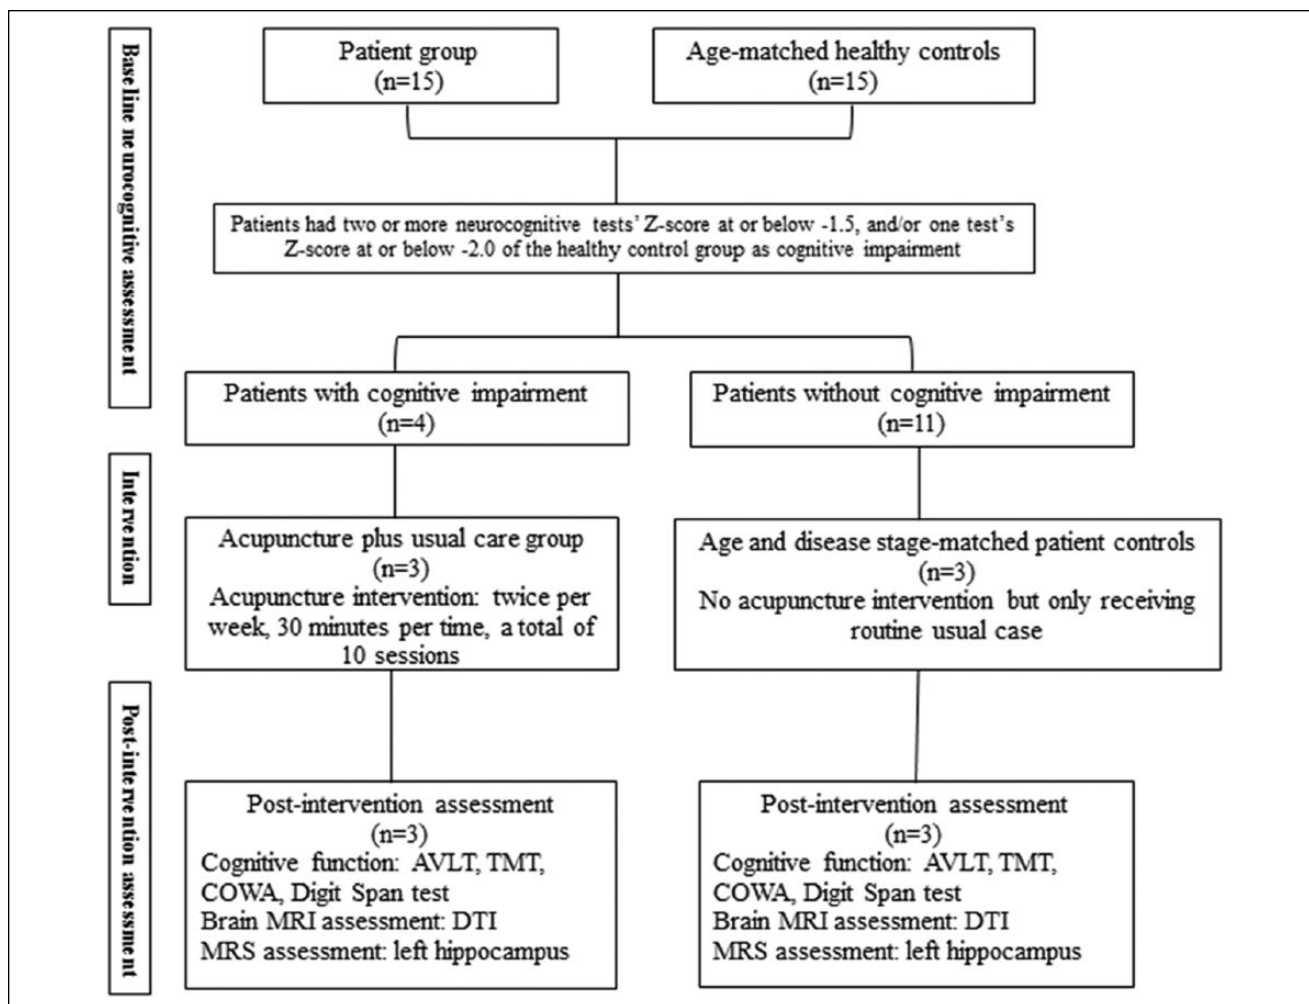 Baseline neurocognitive assessment
Patient group
(n=15)
Age-matched healthy controls
(n=15)
Patients had two or more neurocognitive tests' Z-score at or below -1.5, and/or one test's
Z-score at or below -2.0 of the healthy control group as cognitive impairment
Patients with cognitive impairment
(n=4)
Patients without cognitive impairment
(n=11)
Intervention
Acupuncture plus usual care group
(n=3)
Acupuncture intervention: twice per
week, 30 minutes per time, a total of
10 sessions
Age and disease stage-matched patient controls
(n=3)
No acupuncture intervention but only receiving
routine usual case
Post-intervention assessment
Post-intervention assessment
(n=3)
Cognitive function: AVLT, TMT,
COWA, Digit Span test
Brain MRI assessment: DTI
MRS assessment: left hippocampus
Post-intervention assessment
(n=3)
Cognitive function: AVLT, TMT,
COWA, Digit Span test
Brain MRI assessment: DTI
MRS assessment: left hippocampus